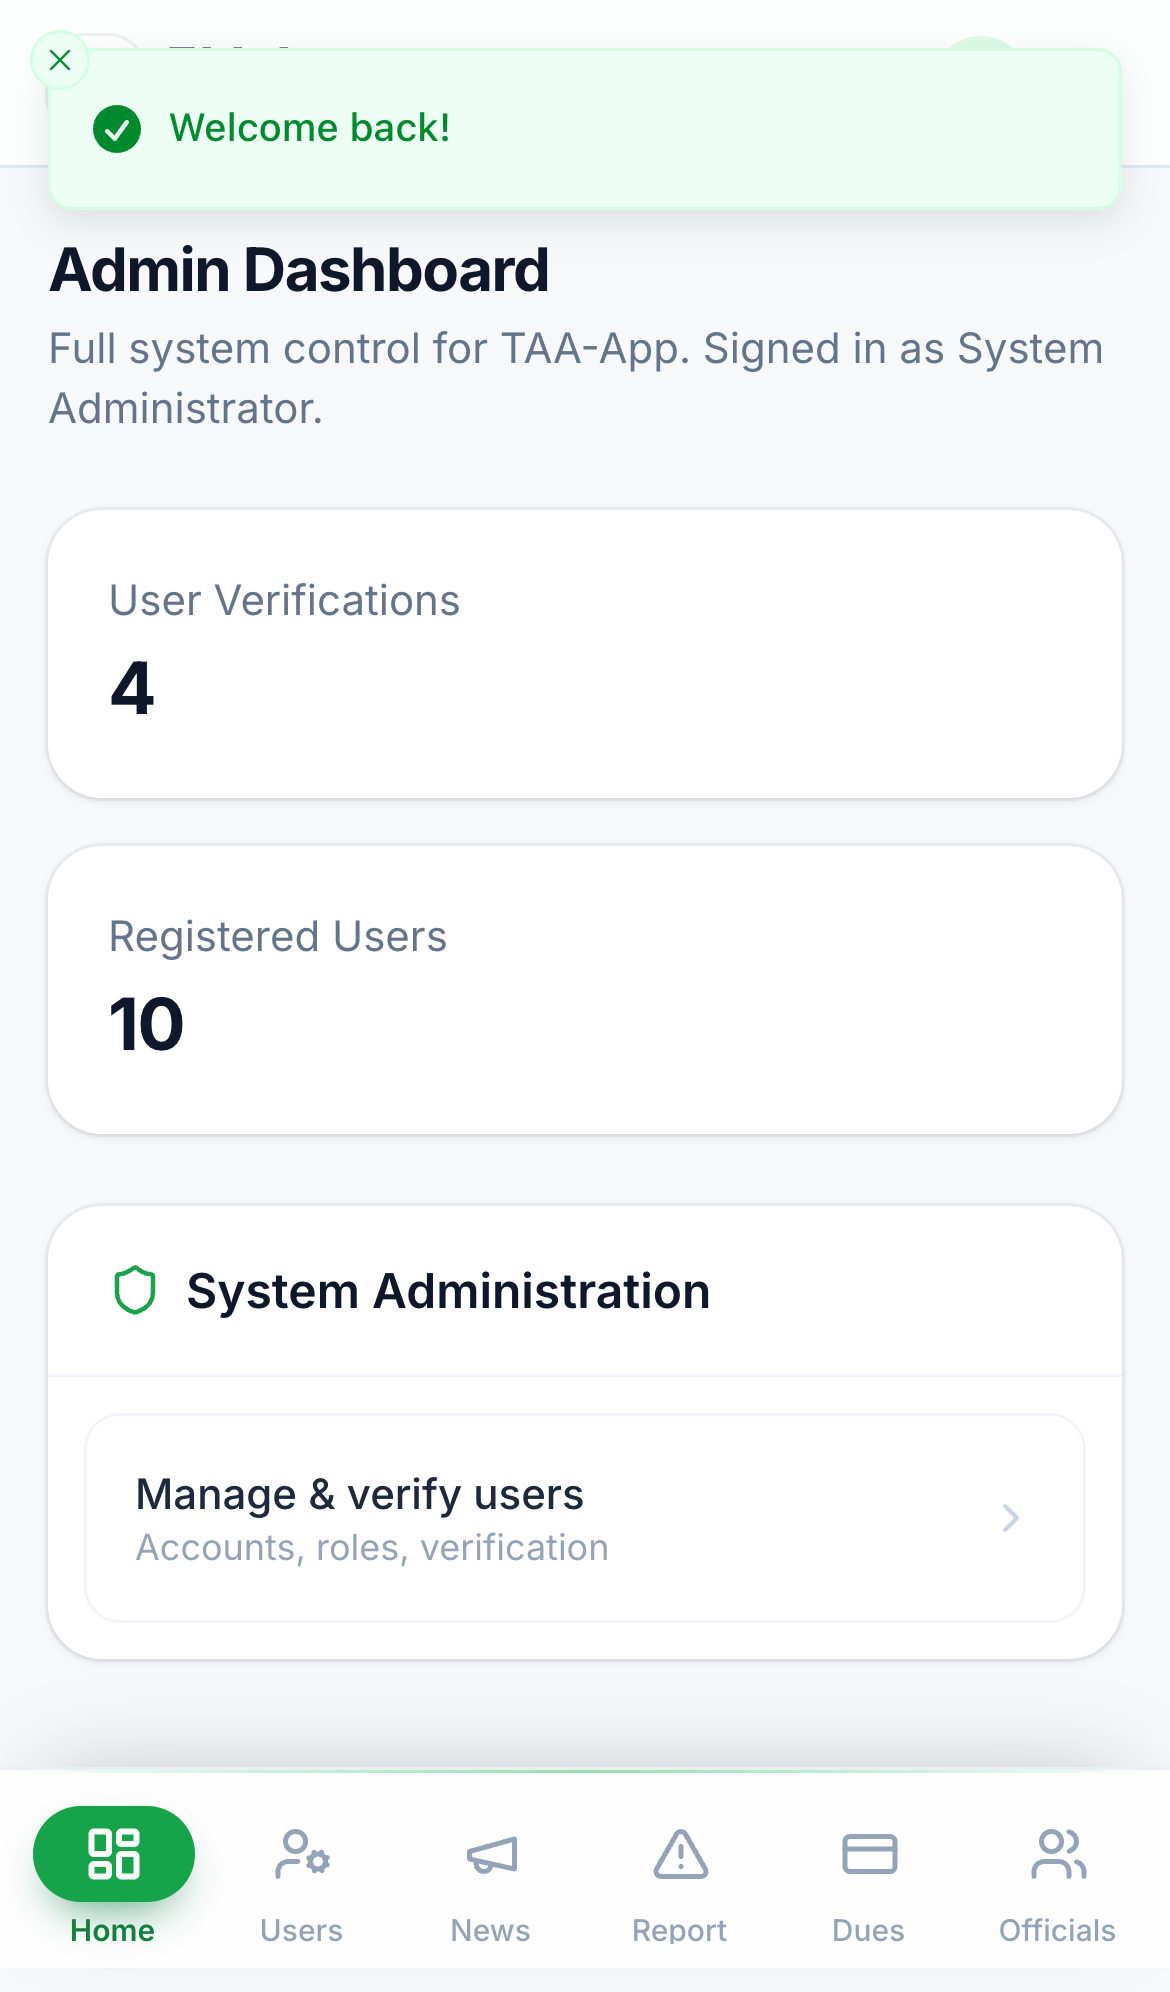 Welcome back!
Admin Dashboard
Full system control for TAA-App. Signed in as System
Administrator.
User Verifications
4
Registered Users
10
System Administration
Manage & verify users
Accounts, roles, verification
Home
Users
News
Report
Dues
Officials